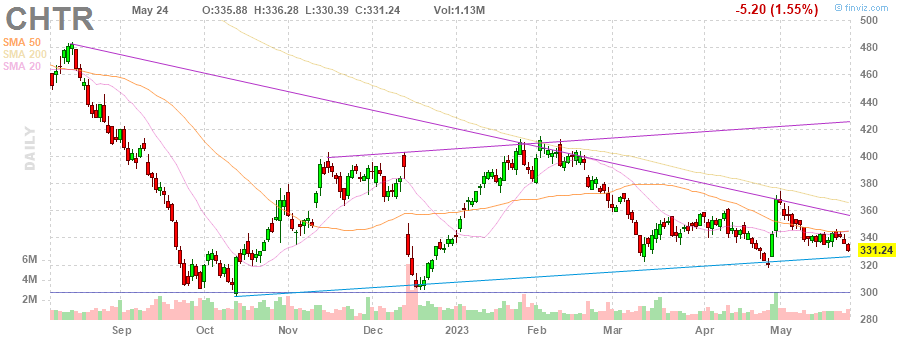 CHTR May 24 O:335.88 H:336.28 L:330.39 C:331.24 Vol:1.13M -5.20 (1.55%) © finviz.com
SMA 50
SMA 200
SMA 20
DAILY
500
480
460
440
420
400
380
360
340
331.24
320
300
6M
4M
2M
Sep Oct Nov Dec 2023 Feb Mar Apr May